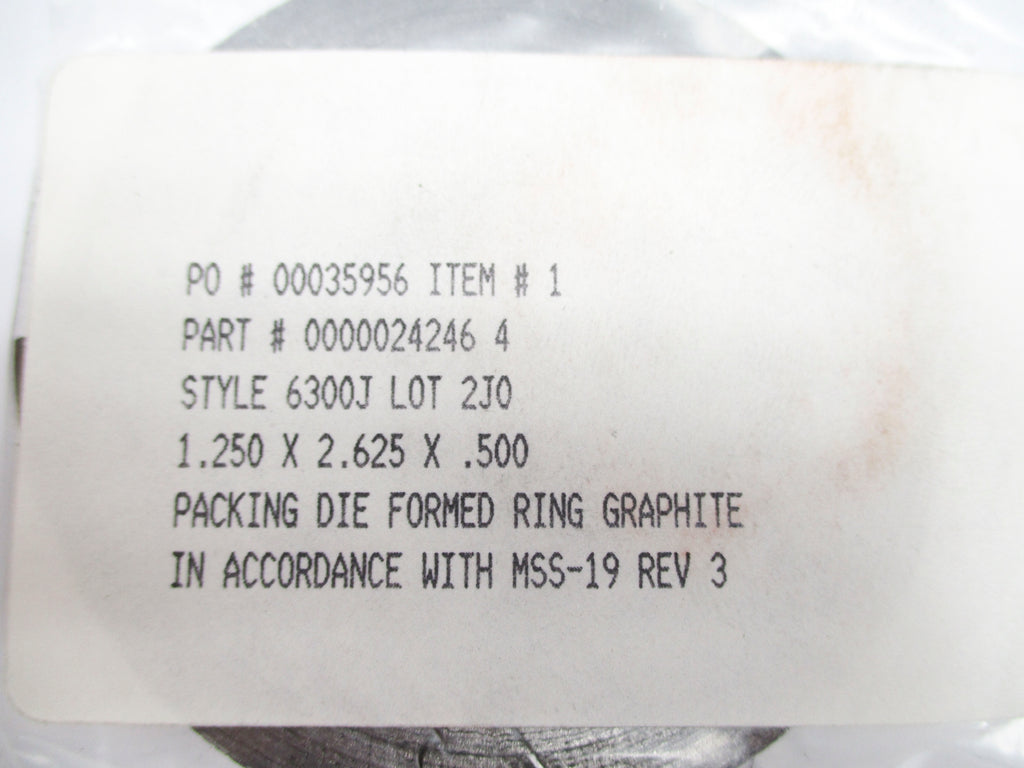 PO # 00035956 ITEM # 1
PART # 0000024246 4
STYLE 6300J LOT 2J0
1.250 X 2.625 X .500
PACKING DIE FORMED RING GRAPHITE
IN ACCORDANCE WITH MSS-19 REV 3